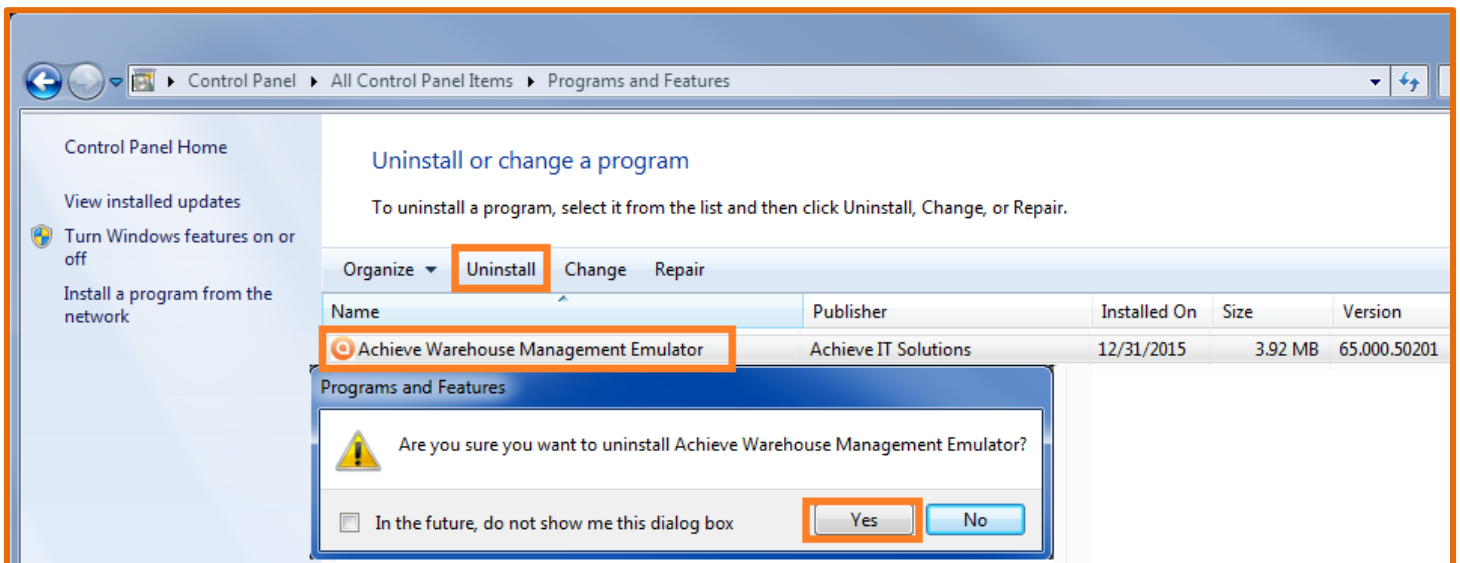 Control Panel All Control Panel Items Programs and Features
Control Panel Home
View installed updates
Turn Windows features on or
off
Install a program from the
network
Uninstall or change a program
To uninstall a program, select it from the list and then click Uninstall, Change, or Repair.
Organize Uninstall Change Repair
Name Publisher Installed On Size Version
Achieve Warehouse Management Emulator Achieve IT Solutions 12/31/2015 3.92 MB 65.000.50201
Programs and Features
Are you sure you want to uninstall Achieve Warehouse Management Emulator?
In the future, do not show me this dialog box Yes No